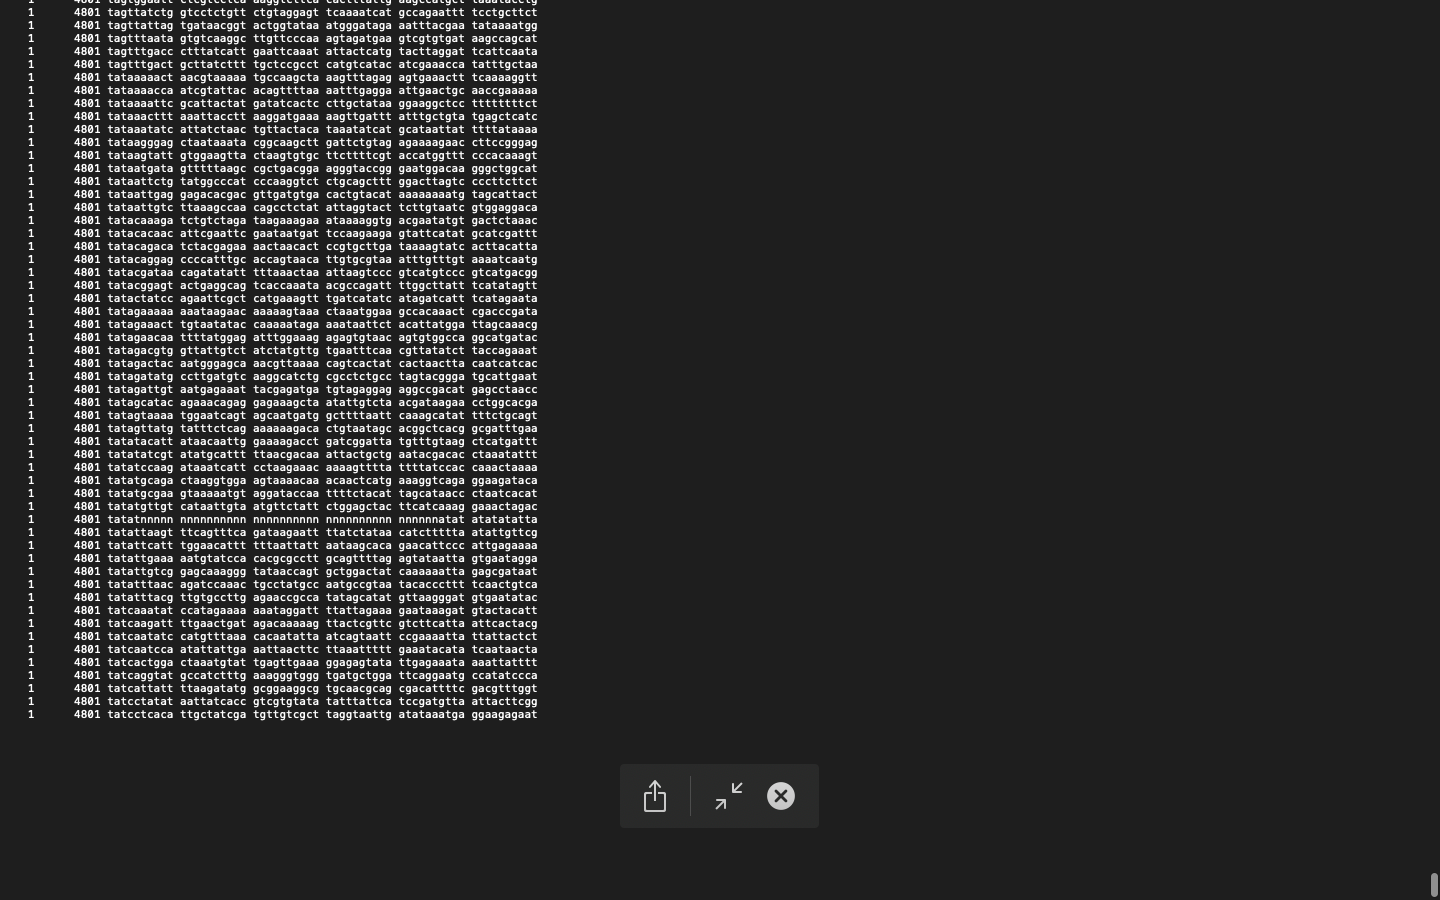 1 4801 tagttatctg gtcctctgtt ctgtaggagt tcaaaatcat gccagaattt tcctgcttct
1 4801 tagttattag tgataacggt actggtataa atgggataga aatttacgaa tataaaatgg
1 4801 tagtttaata gtgtcaaggc ttgttcccaa agtagatgaa gtcgtgtgat aagccagcat
1 4801 tagtttgacc ctttatcatt gaattcaaat attactcatg tacttaggat tcattcaata
1 4801 tagtttgact gcttatcttt tgctccgcct catgtcatac atcgaaacca tatttgctaa
1 4801 tataaaaact aacgtaaaaa tgccaagcta aagtttagag agtgaaactt tcaaaaggtt
1 4801 tataaaacca atcgtattac acagttttaa aatttgagga attgaactgc aaccgaaaaa
1 4801 tataaaattc gcattactat gatatcactc cttgctataa ggaaggctcc ttttttttct
1 4801 tataaacttt aaattacctt aaggatgaaa aagttgattt atttgctgta tgagctcatc
1 4801 tataaatatc attatctaac tgttactaca taaatatcat gcataattat ttttataaaa
1 4801 tataagggag ctaataaata cggcaagctt gattctgtag agaaaagaac cttccgggag
1 4801 tataagtatt gtggaagtta ctaagtgtgc ttcttttcgt accatggttt cccacaaagt
1 4801 tataatgata gtttttaagc cgctgacgga agggtaccgg gaatggacaa gggctggcat
1 4801 tataattctg tatggcccat cccaaggtct ctgcagcttt ggacttagtc cccttcttct
1 4801 tataattgag gagacacgac gttgatgtga cactgtacat aaaaaaaatg tagcattact
1 4801 tataattgtc ttaaagccaa cagcctctat attaggtact tcttgtaatc gtggaggaca
1 4801 tatacaaaga tctgtctaga taagaaagaa ataaaaggtg acgaatatgt gactctaaac
1 4801 tatacacaac attcgaattc gaataatgat tccaagaaga gtattcatat gcatcgattt
1 4801 tatacagaca tctacgagaa aactaacact ccgtgcttga taaaagtatc acttacatta
1 4801 tatacaggag ccccatttgc accagtaaca ttgtgcgtaa atttgtttgt aaaatcaatg
1 4801 tatacgataa cagatatatt tttaaactaa attaagtccc gtcatgtccc gtcatgacgg
1 4801 tatacggagt actgaggcag tcaccaaata acgccagatt ttggcttatt tcatatagtt
1 4801 tatactatcc agaattcgct catgaaagtt tgatcatatc atagatcatt tcatagaata
1 4801 tatagaaaaa aaataagaac aaaaagtaaa ctaaatggaa gccacaaact cgacccgata
1 4801 tatagaaact tgtaatatac caaaaataga aaataattct acattatgga ttagcaaacg
1 4801 tatagaacaa ttttatggag atttggaaag agagtgtaac agtgtggcca ggcatgatac
1 4801 tatagacgtg gttattgtct atctatgttg tgaatttcaa cgttatatct taccagaaat
1 4801 tatagactac aatgggagca aacgttaaaa cagtcactat cactaactta caatcatcac
1 4801 tatagatatg ccttgatgtc aaggcatctg cgcctctgcc tagtacggga tgcattgaat
1 4801 tatagattgt aatgagaaat tacgagatga tgtagaggag aggccgacat gagcctaacc
1 4801 tatagcatac agaaacagag gagaaagcta atattgtcta acgataagaa cctggcacga
1 4801 tatagtaaaa tggaatcagt agcaatgatg gcttttaatt caaagcatat tttctgcagt
1 4801 tatagttatg tatttctcag aaaaaagaca ctgtaatagc acggctcacg gcgatttgaa
1 4801 tatatacatt ataacaattg gaaaagacct gatcggatta tgtttgtaag ctcatgattt
1 4801 tatatatcgt atatgcattt ttaacgacaa attactgctg aatacgacac ctaaatattt
1 4801 tatatccaag ataaatcatt cctaagaaac aaaagtttta ttttatccac caaactaaaa
1 4801 tatatgcaga ctaaggtgga agtaaaacaa acaactcatg aaaggtcaga ggaagataca
1 4801 tatatgcgaa gtaaaaatgt aggataccaa ttttctacat tagcataacc ctaatcacat
1 4801 tatatgttgt cataattgta atgttctatt ctggagctac ttcatcaaag gaaactagac
1 4801 tatatnnnnn nnnnnnnnnn nnnnnnnnnn nnnnnnnnnn nnnnnnatat atatatatta
1 4801 tatattaagt ttcagtttca gataagaatt ttatctataa catcttttta atattgttcg
1 4801 tatattcatt tggaacattt tttaattatt aataagcaca gaacattccc attgagaaaa
1 4801 tatattgaaa aatgtatcca cacgcgcctt gcagttttag agtataatta gtgaatagga
1 4801 tatattgtcg gagcaaaggg tataaccagt gctggactat caaaaaatta gagcgataat
1 4801 tatatttaac agatccaaac tgcctatgcc aatgccgtaa tacacccttt tcaactgtca
1 4801 tatatttacg ttgtgccttg agaaccgcca tatagcatat gttaagggat gtgaatatac
1 4801 tatcaaatat ccatagaaaa aaataggatt ttattagaaa gaataaagat gtactacatt
1 4801 tatcaagatt ttgaactgat agacaaaaag ttactcgttc gtcttcatta attcactacg
1 4801 tatcaatatc catgtttaaa cacaatatta atcagtaatt ccgaaaatta ttattactct
1 4801 tatcaatcca atattattga aattaacttc ttaaattttt gaaatacata tcaataacta
1 4801 tatcactgga ctaaatgtat tgagttgaaa ggagagtata ttgagaaata aaattatttt
1 4801 tatcaggtat gccatctttg aaagggtggg tgatgctgga ttcaggaatg ccatatccca
1 4801 tatcattatt ttaagatatg gcggaaggcg tgcaacgcag cgacattttc gacgtttggt
1 4801 tatcctatat aattatcacc gtcgtgtata tatttattca tccgatgtta attacttcgg
1 4801 tatcctcaca ttgctatcga tgttgtcgct taggtaattg atataaatga ggaagagaat